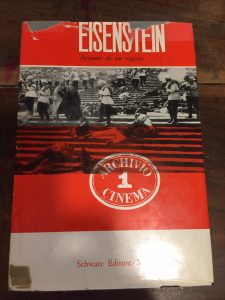 EISENSTEIN
Appunti di un regista
ARCHIVIO
1
CINEMA
Schwarz Editore/